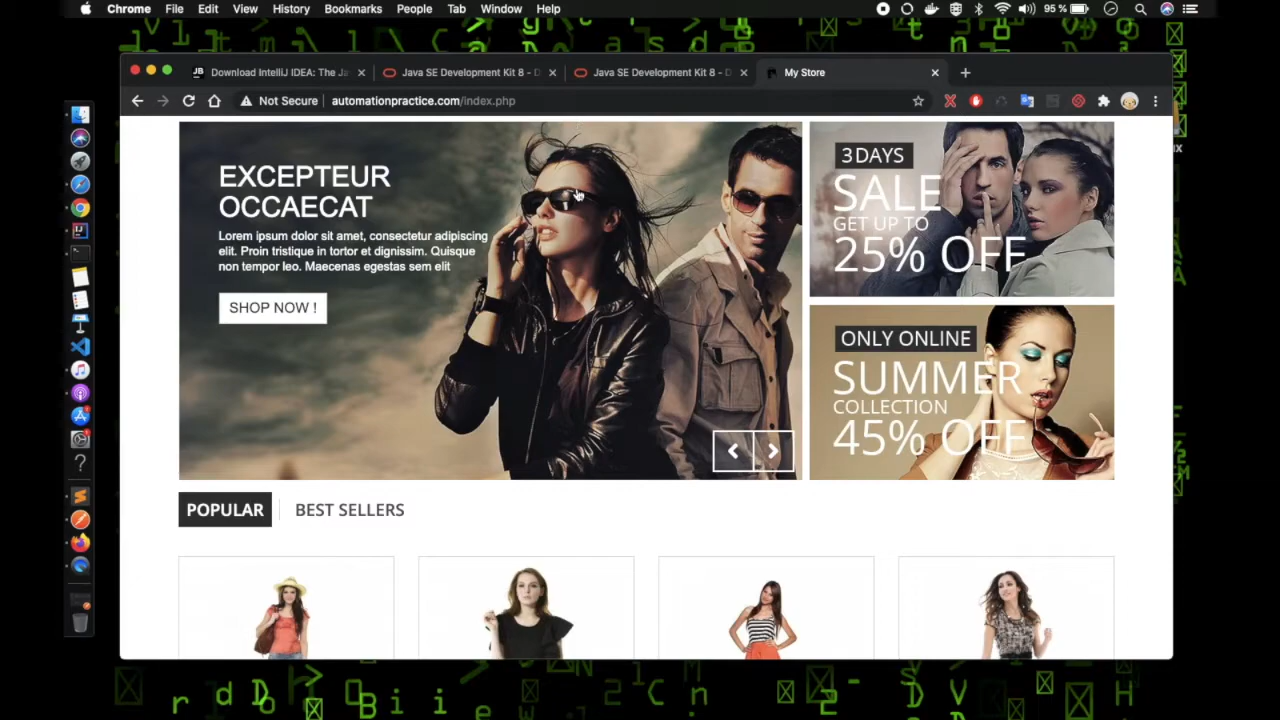 Chrome File Edit View History Bookmarks People Tab Window Help 95 %
Download IntelliJ IDEA: The Ja
Java SE Development Kit 8 - D
Java SE Development Kit 8 - D
My Store
Not Secure automationpractice.com/index.php
EXCEPTEUR
OCCAECAT
Lorem ipsum dolor sit amet, consectetur adipiscing
elit. Proin tristique in tortor et dignissim. Quisque
non tempor leo. Maecenas egestas sem elit
SHOP NOW !
3 DAYS
SALE
GET UP TO
25% OFF
ONLY ONLINE
SUMMER
COLLECTION
45% OFF
POPULAR BEST SELLERS